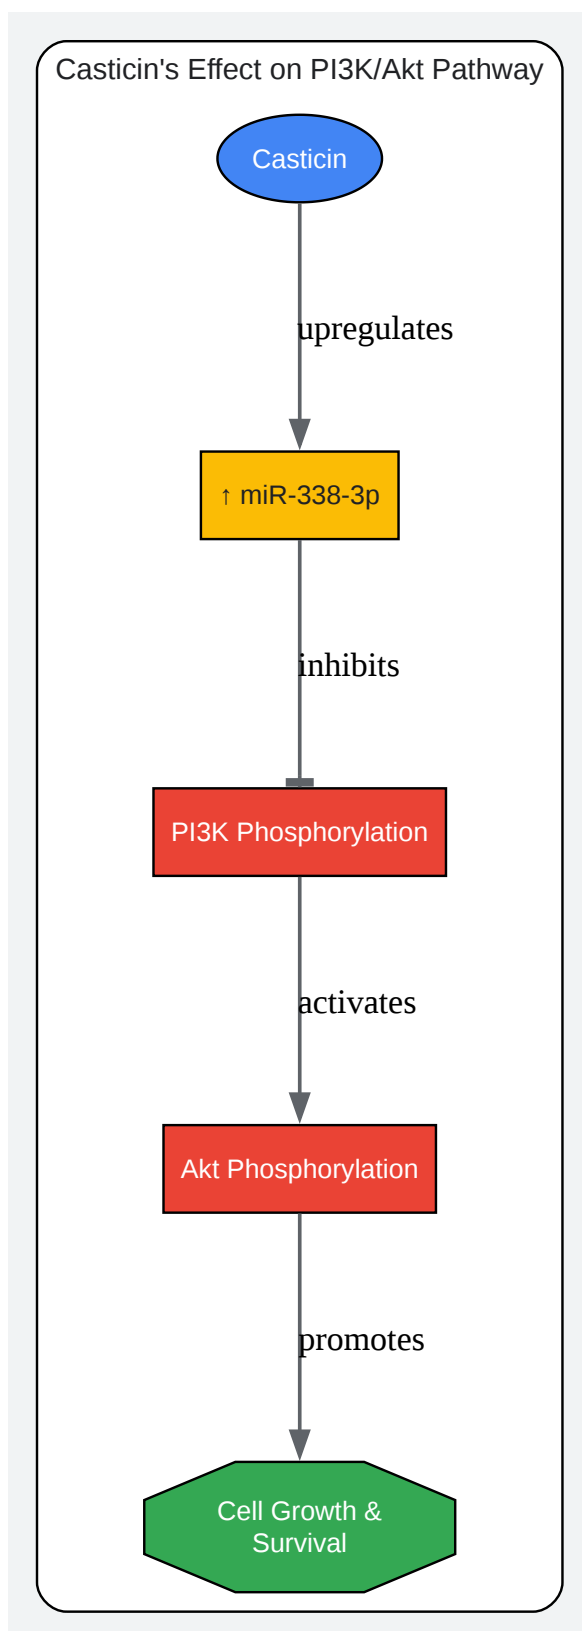 Casticin's Effect on PI3K/Akt Pathway
Casticin
upregulates
↑ miR-338-3p
inhibits
PI3K Phosphorylation
activates
Akt Phosphorylation
promotes
Cell Growth &
Survival